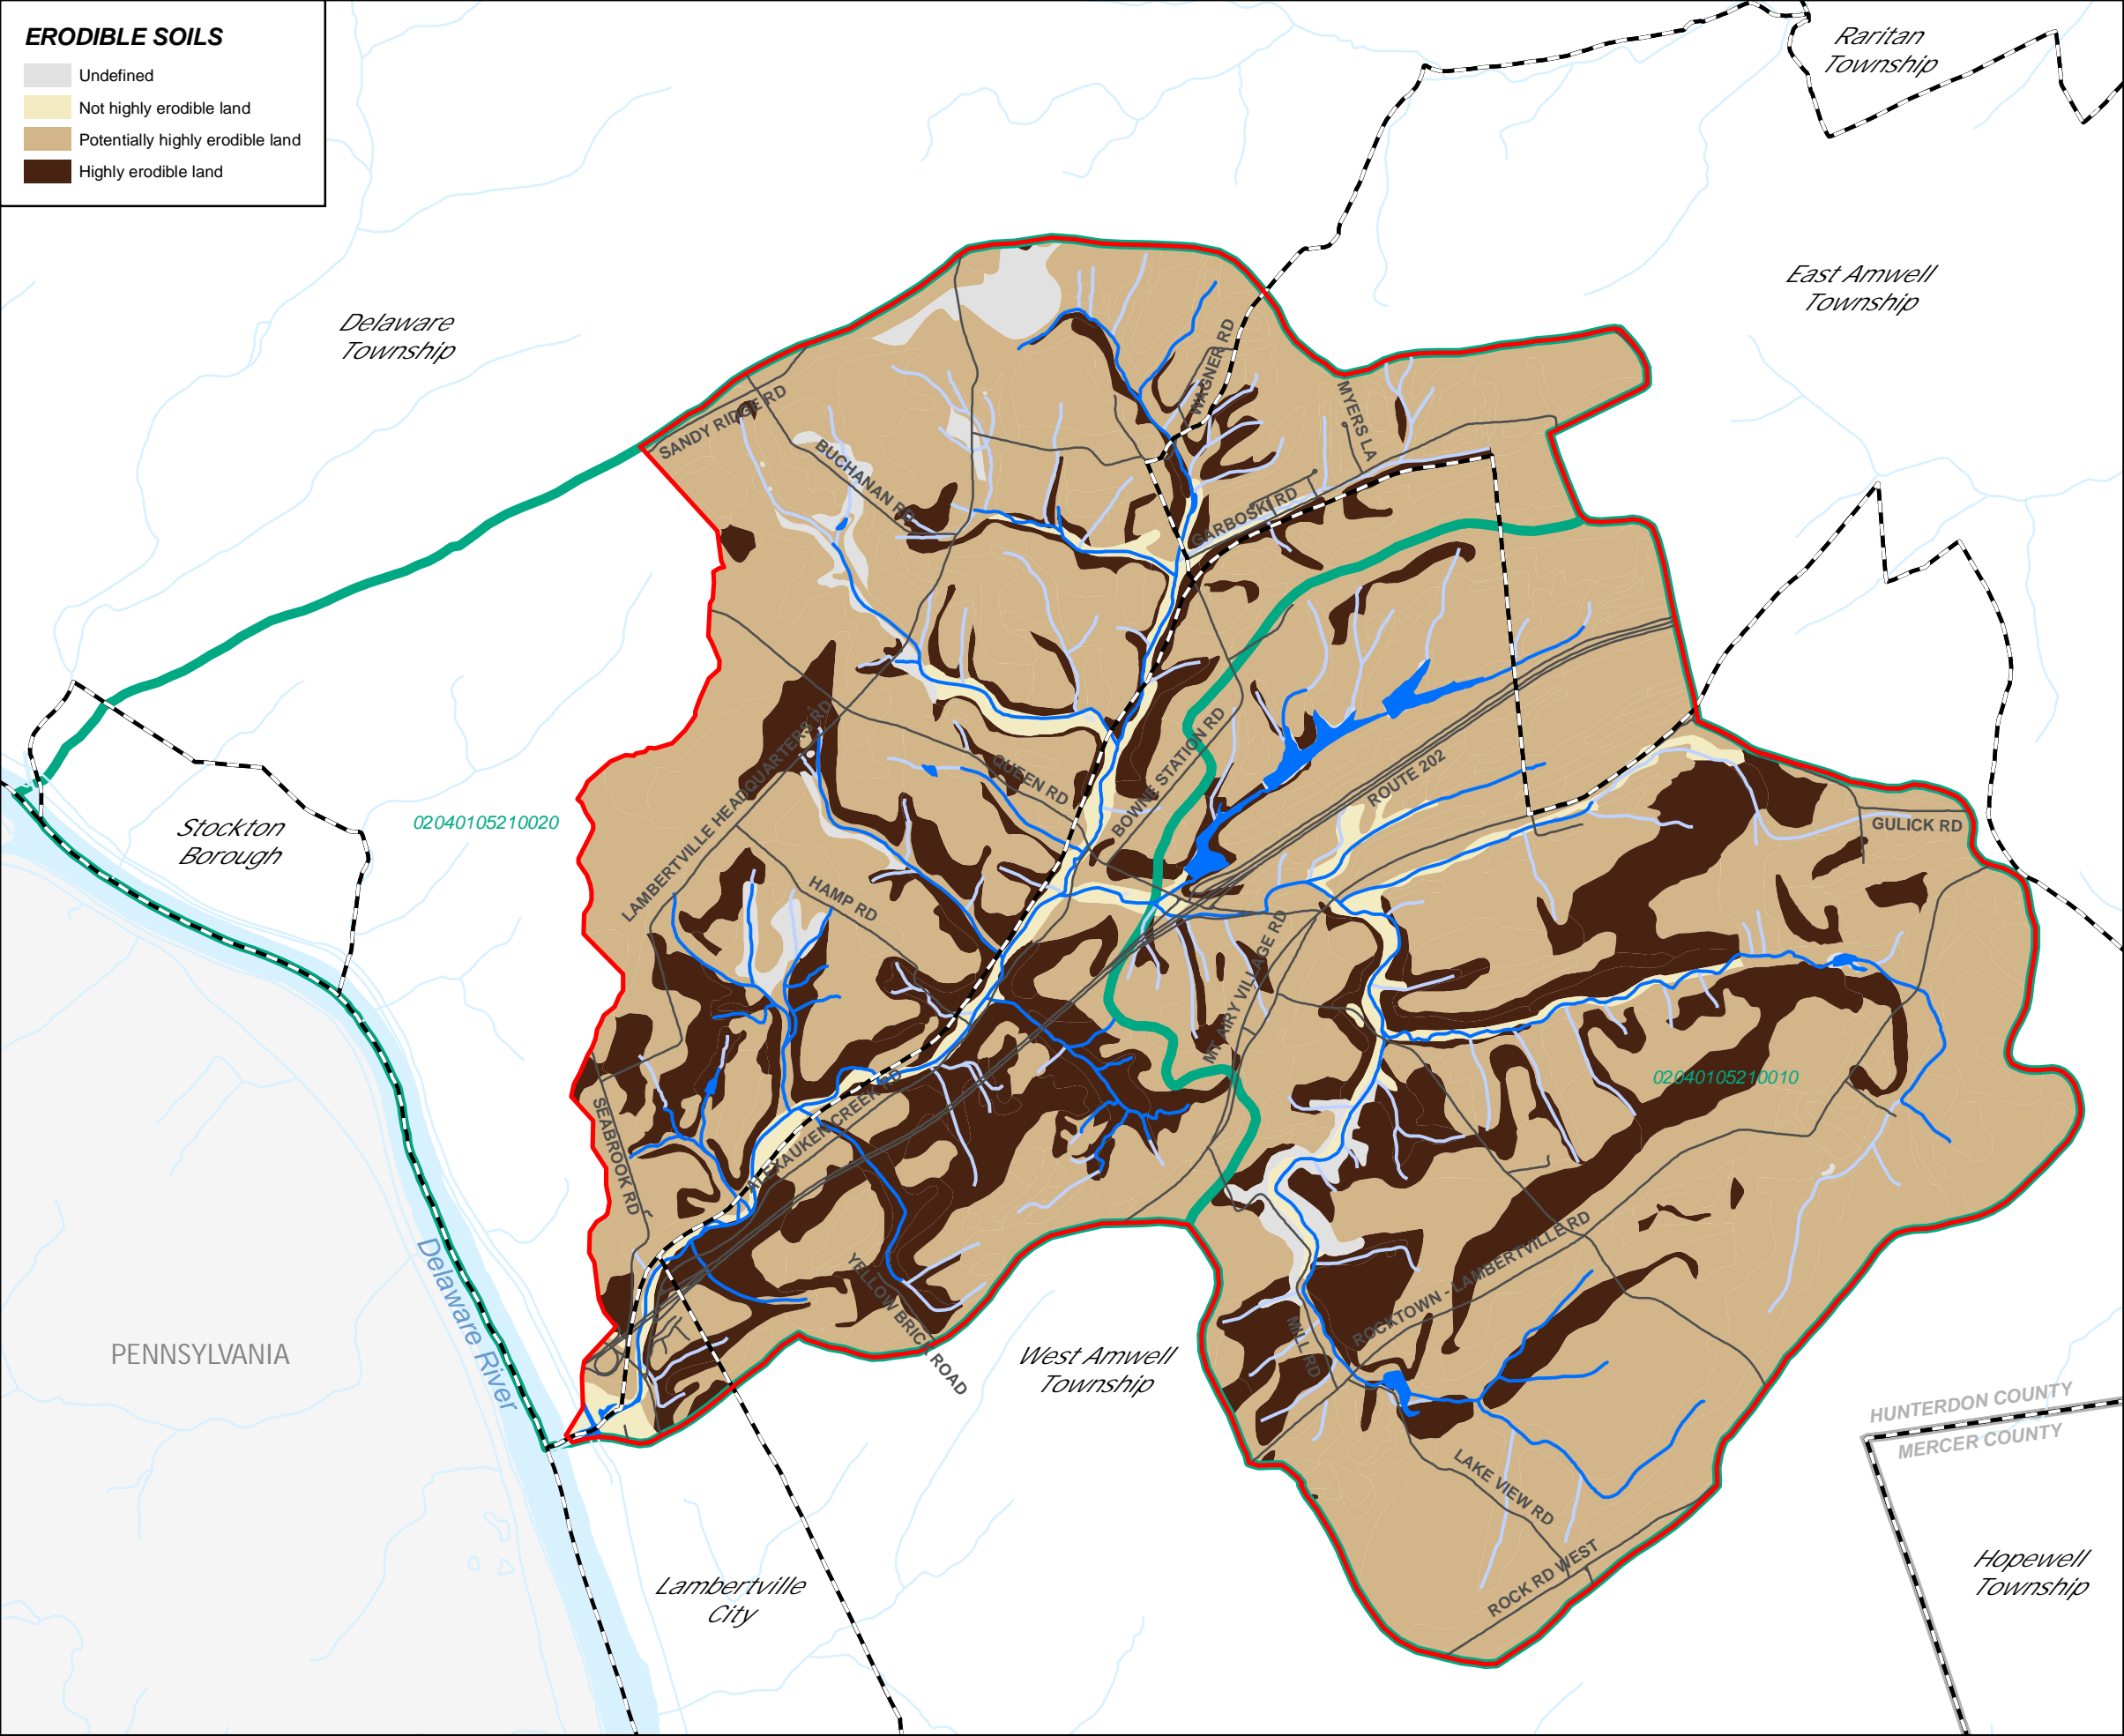 ERODIBLE SOILS
Undefined
Not highly erodible land
Potentially highly erodible land
Highly erodible land
Raritan
Township
East Amwell
Township
Delaware
Township
WAGNER RD
MYERS LA
SANDY RIDGE RD
BUCHANAN RD
GARBOSKI RD
LAMBERTVILLE HEADQUARTERS RD
QUEEN RD
BOWNE STATION RD
ROUTE 202
02040105210020
Stockton
Borough
GULICK RD
HAMP RD
MT AIRY VILLAGE RD
02040105210010
SEABROOK RD
ALEXAUKEN CREEK RD
Delaware River
YELLOW BRICK ROAD
ROCKTOWN - LAMBERTVILLE RD
MILL RD
PENNSYLVANIA
West Amwell
Township
HUNTERDON COUNTY
MERCER COUNTY
LAKE VIEW RD
ROCK RD WEST
Lambertville
City
Hopewell
Township